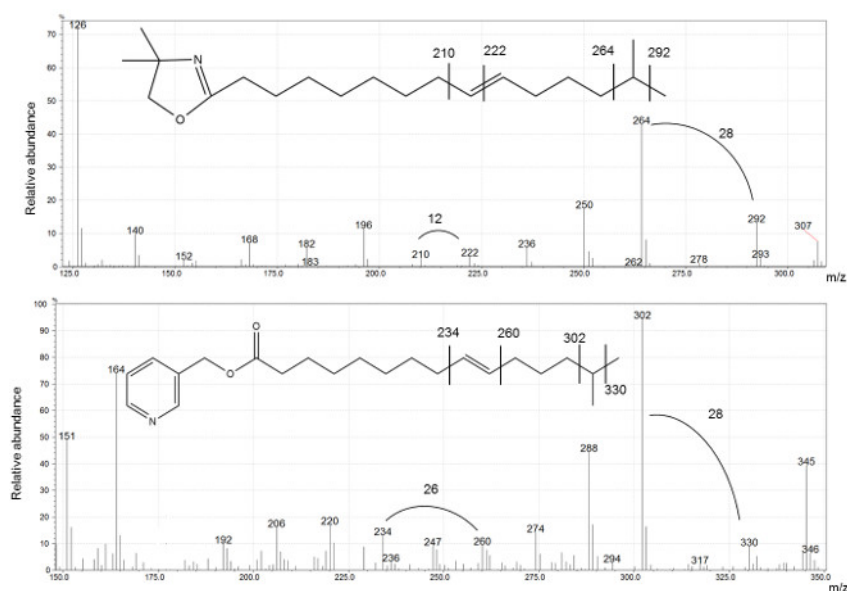 %
70
60
50
40
30
20
10
0
Relative abundance
126
N
O
210 222 264 292
264
28
250
12
196
292
307
140 168 182
152 183 210 222 236 262 278 293
125.0 150.0 175.0 200.0 225.0 250.0 275.0 300.0 m/z
%
100
90
80
70
60
50
40
30
20
10
0
Relative abundance
302
O
O
N
234 260 302
330
164
28
151
288
345
26
206 220 274
192 234 247 260 330
236 294 317 346
150.0 175.0 200.0 225.0 250.0 275.0 300.0 325.0 350.0
m/z